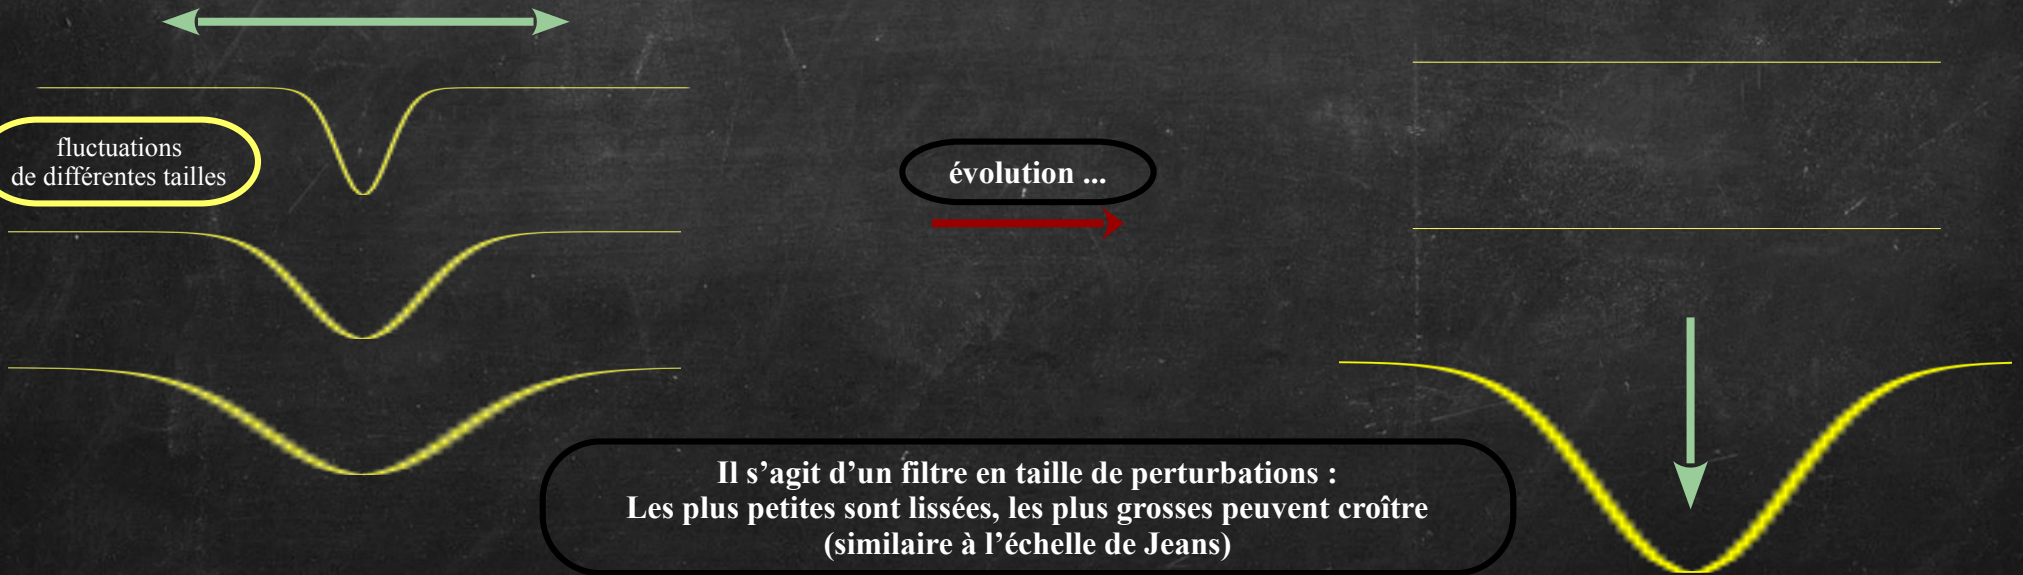 fluctuations
de différentes tailles
évolution ...
Il s’agit d’un filtre en taille de perturbations :
Les plus petites sont lissées, les plus grosses peuvent croître
(similaire à l’échelle de Jeans)